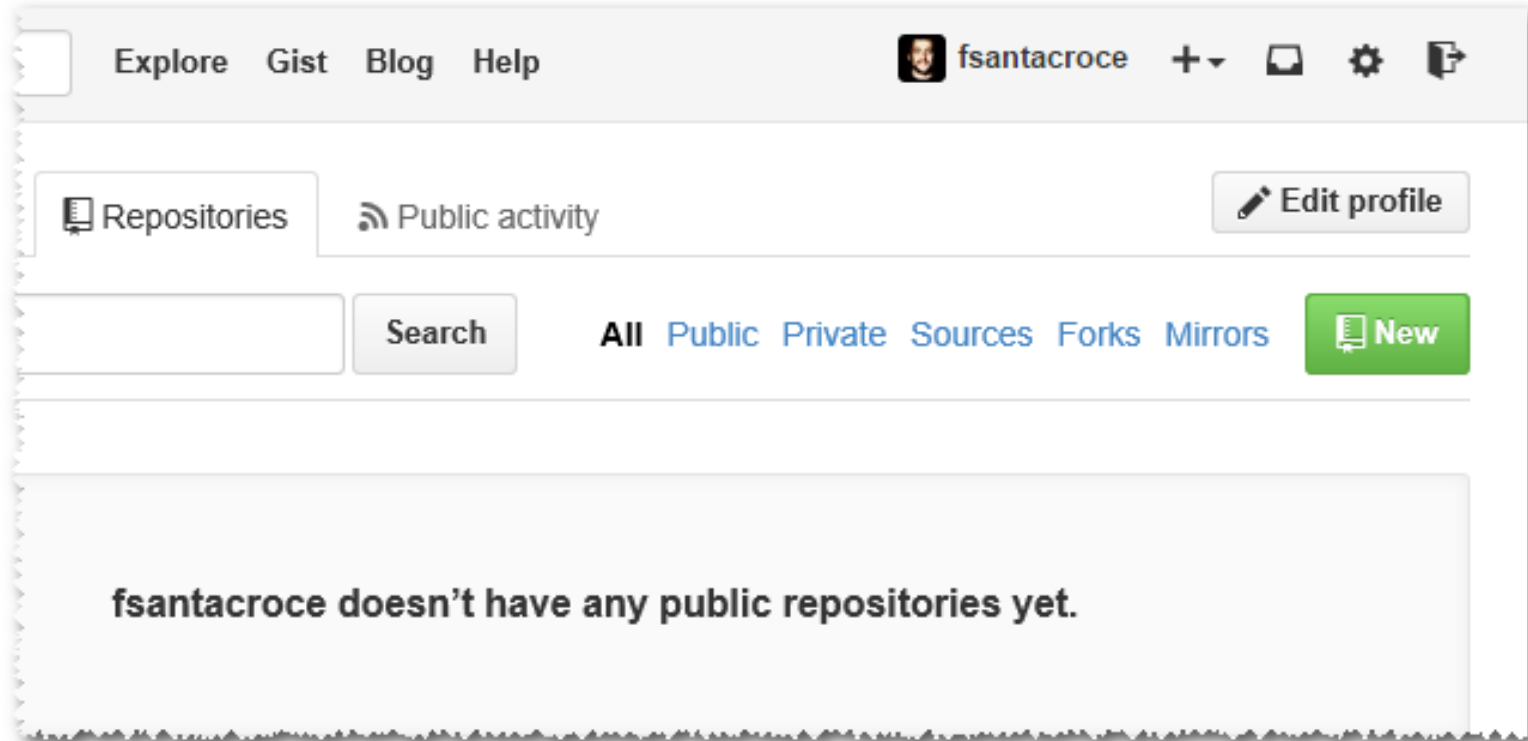 Explore Gist Blog Help fsantacroce
Repositories Public activity Edit profile
Search All Public Private Sources Forks Mirrors New
fsantacroce doesn’t have any public repositories yet.